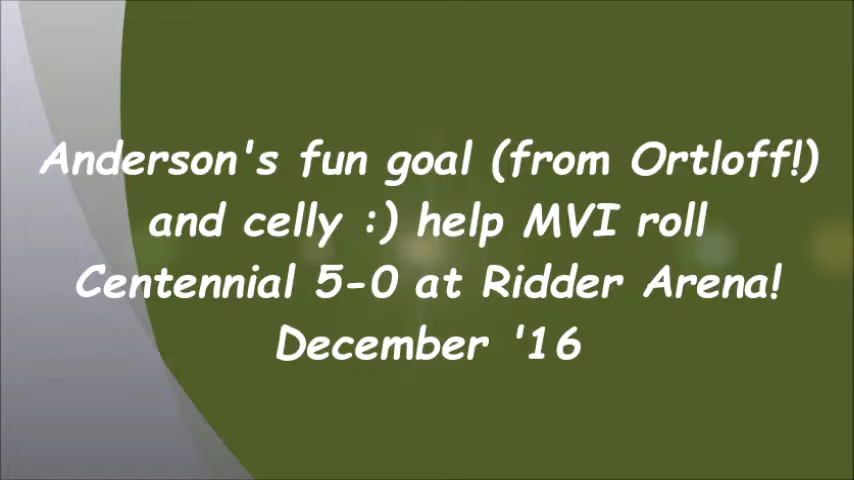 Anderson's fun goal (from Ortloff!)
and celly :) help MVI roll
Centennial 5-0 at Ridder Arena!
December '16